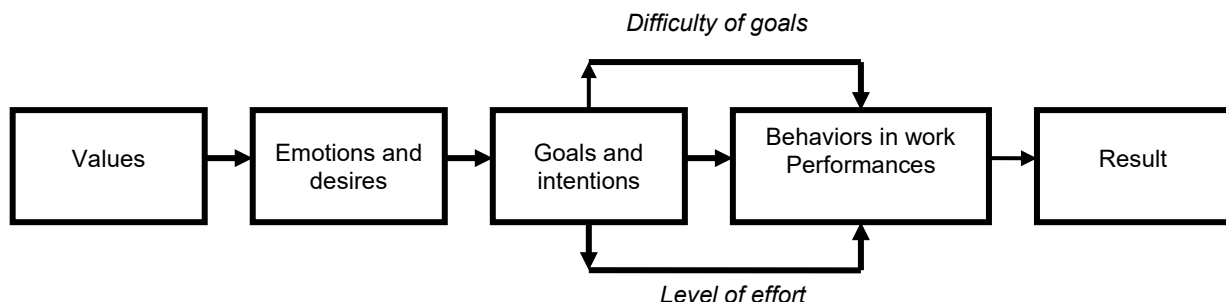 Difficulty of goals
Values
Emotions and
desires
Goals and
intentions
Behaviors in work
Performances
Result
Level of effort